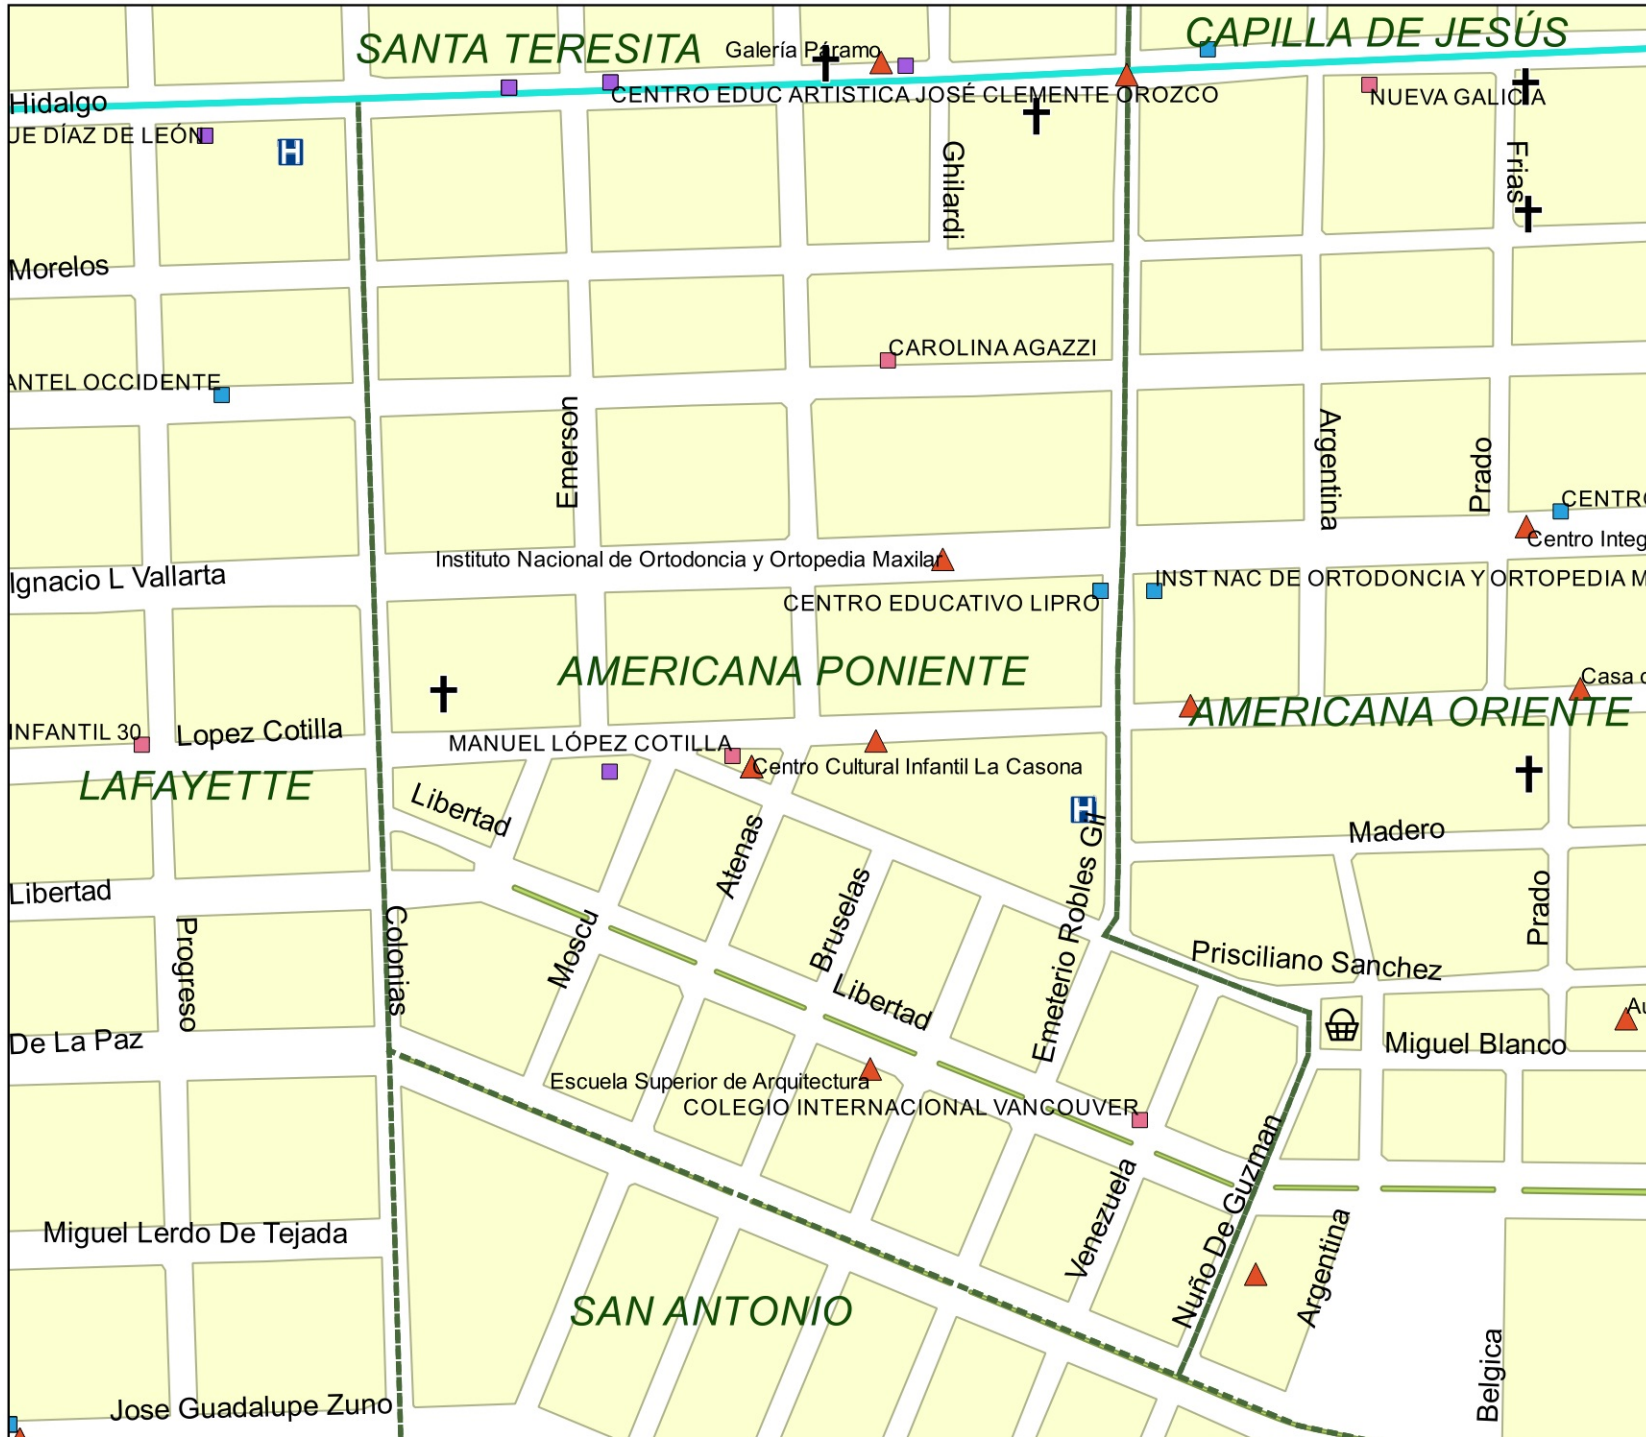 SANTA TERESITA
CAPILLA DE JESÚS
Galería Páramo
Hidalgo
CENTRO EDUC ARTISTICA JOSÉ CLEMENTE OROZCO
NUEVA GALICIA
UE DÍAZ DE LEÓN
H
Ghilardi
Frias
Morelos
CAROLINA AGAZZI
ANTEL OCCIDENTE
Emerson
Argentina
Prado
CENTRO
Centro Integ
Instituto Nacional de Ortodoncia y Ortopedia Maxilar
Ignacio L Vallarta
INST NAC DE ORTODONCIA Y ORTOPEDIA M
CENTRO EDUCATIVO LIPRO
AMERICANA PONIENTE
Casa d
AMERICANA ORIENTE
INFANTIL 30
Lopez Cotilla
MANUEL LÓPEZ COTILLA
Centro Cultural Infantil La Casona
LAFAYETTE
Libertad
H
Madero
Atenas
Libertad
Bruselas
Emeterio Robles Gil
Prado
Progreso
Colonias
Moscu
Prisciliano Sanchez
Libertad
Au
De La Paz
Miguel Blanco
Escuela Superior de Arquitectura
COLEGIO INTERNACIONAL VANCOUVER
Venezuela
Nuño De Guzman
Miguel Lerdo De Tejada
Argentina
SAN ANTONIO
Belgica
Jose Guadalupe Zuno